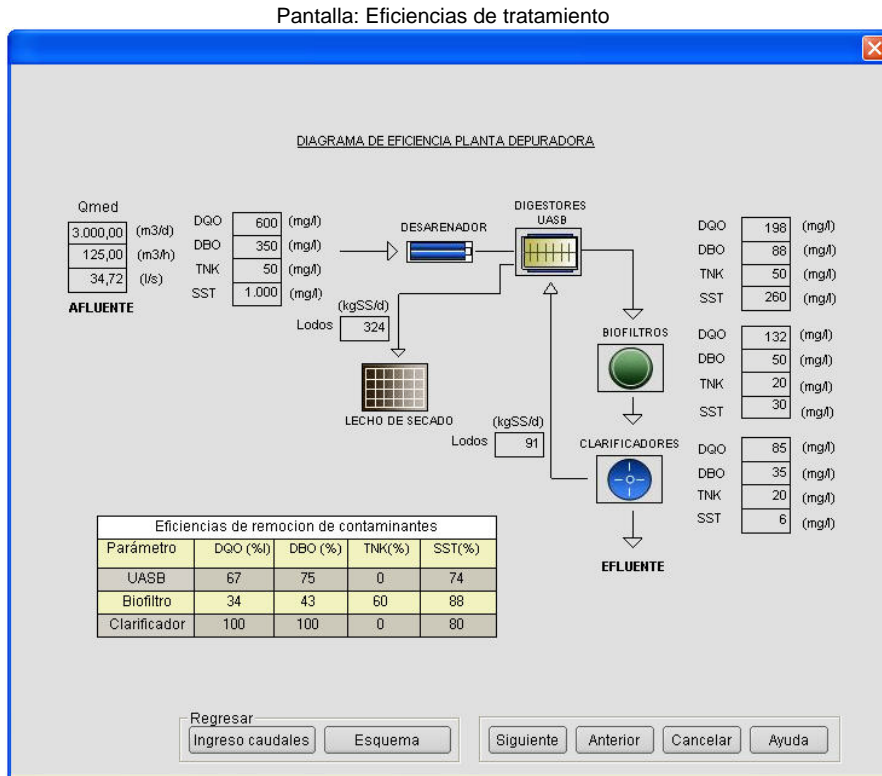 Pantalla: Eficiencias de tratamiento
DIAGRAMA DE EFICIENCIA PLANTA DEPURADORA
Qmed
3.000,00 (m3/d)
125,00 (m3/h)
34,72 (l/s)
AFLUENTE
DQO 600 (mg/l)
DBO 350 (mg/l)
TNK 50 (mg/l)
SST 1.000 (mg/l)
DESARENADOR
DIGESTORES
UASB
DQO 198 (mg/l)
DBO 88 (mg/l)
TNK 50 (mg/l)
SST 260 (mg/l)
(kgSS/d)
Lodos 324
LECHO DE SECADO
BIOFILTROS
DQO 132 (mg/l)
DBO 50 (mg/l)
TNK 20 (mg/l)
SST 30 (mg/l)
(kgSS/d)
Lodos 91
CLARIFICADORES
DQO 85 (mg/l)
DBO 35 (mg/l)
TNK 20 (mg/l)
SST 6 (mg/l)
EFLUENTE
Eficiencias de remocion de contaminantes
Parámetro DQO (%l) DBO (%) TNK(%) SST(%)
UASB 67 75 0 74
Biofiltro 34 43 60 88
Clarificador 100 100 0 80
Regresar
Ingreso caudales Esquema
Siguiente Anterior Cancelar Ayuda